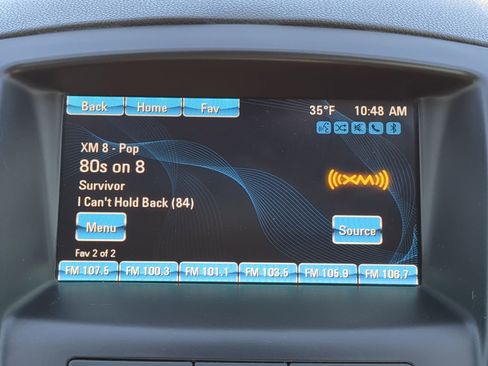 Back Home Fav 35°F 10:48 AM
XM 8 - Pop
80s on 8
((XM))
Survivor
I Can't Hold Back (84)
Menu Source
Fav 2 of 2
FM 107.5 FM 100.3 FM 101.1 FM 103.5 FM 105.9 FM 106.7